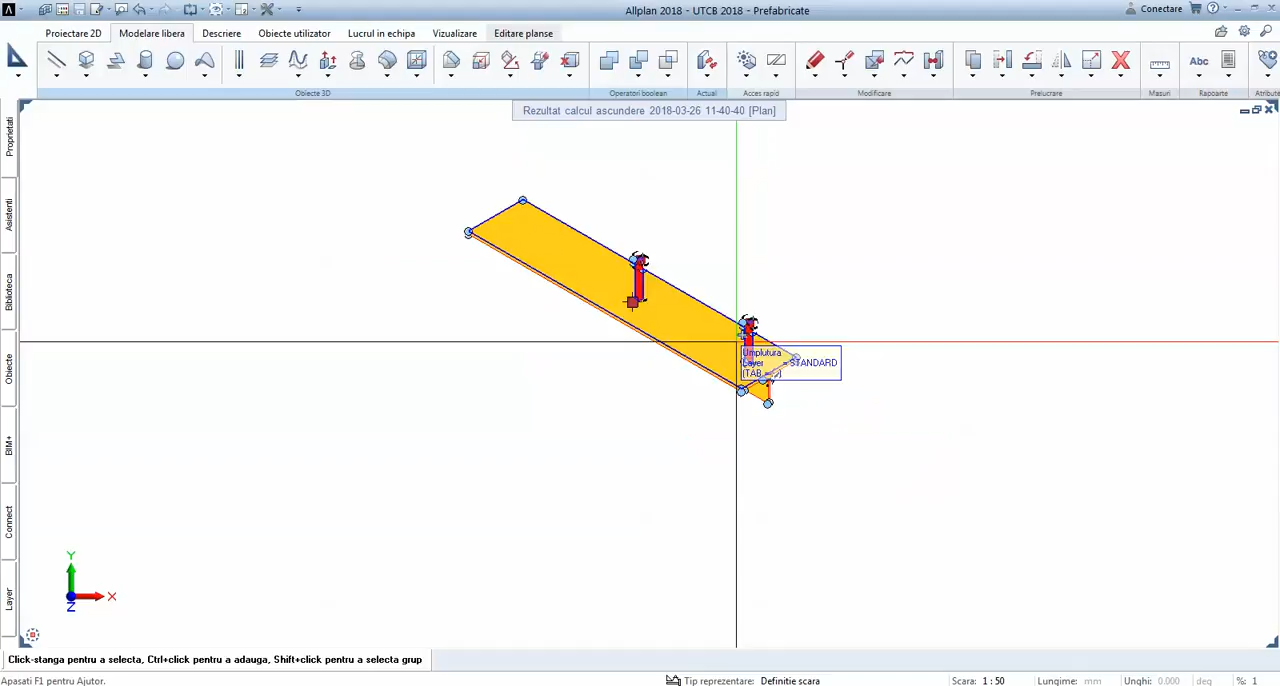 Allplan 2018 - UTCB 2018 - Prefabricate
Conectare
Proiectare 2D
Modelare libera
Descriere
Obiecte utilizator
Lucrul in echipa
Vizualizare
Editare planse
Abc
Obiecte 3D
Operatori boolean
Actual
Acces rapid
Modificare
Prelucrare
Masuri
Rapoarte
Atribute
Rezultat calcul ascundere 2018-03-26 11-40-40 [Plan]
Proprietati
Asistenti
Biblioteca
Obiecte
BIM+
Connect
Layer
Umplutura
Layer = STANDARD
Y
X
Z
Click-stanga pentru a selecta, Ctrl+click pentru a adauga, Shift+click pentru a selecta grup
Apasati F1 pentru Ajutor.
Tip reprezentare: Definitie scara
Scara: 1 : 50
Lungime: mm
Unghi: 0.000 deg
%: 1